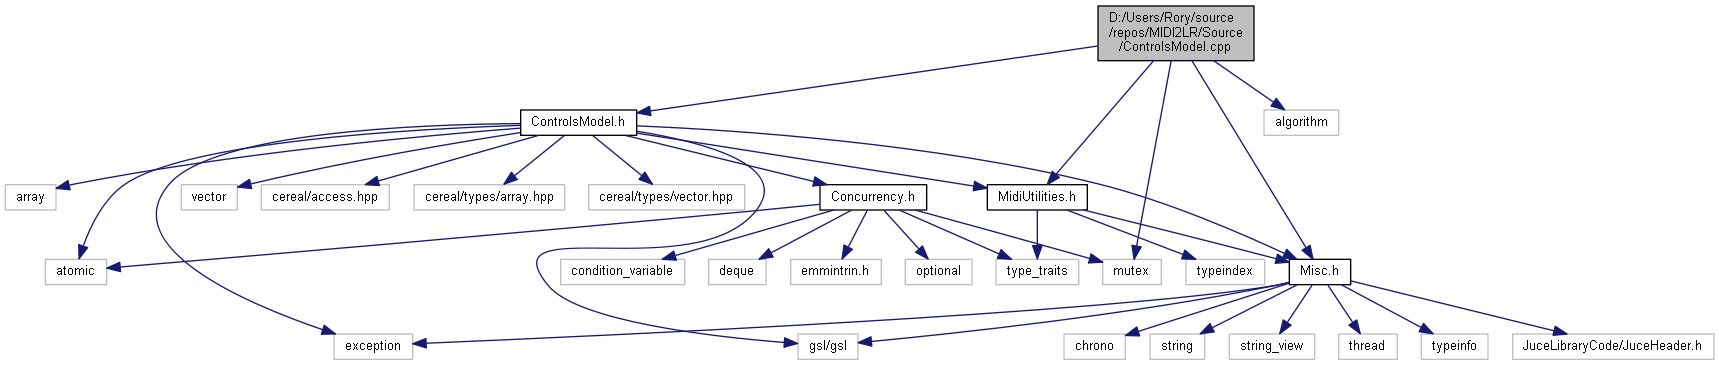 D:/Users/Rory/source
/repos/MIDI2LR/Source
/ControlsModel.cpp
ControlsModel.h
algorithm
array
vector
cereal/access.hpp
cereal/types/array.hpp
cereal/types/vector.hpp
Concurrency.h
MidiUtilities.h
atomic
condition_variable
deque
emmintrin.h
optional
type_traits
mutex
typeindex
Misc.h
exception
gsl/gsl
chrono
string
string_view
thread
typeinfo
JuceLibraryCode/JuceHeader.h